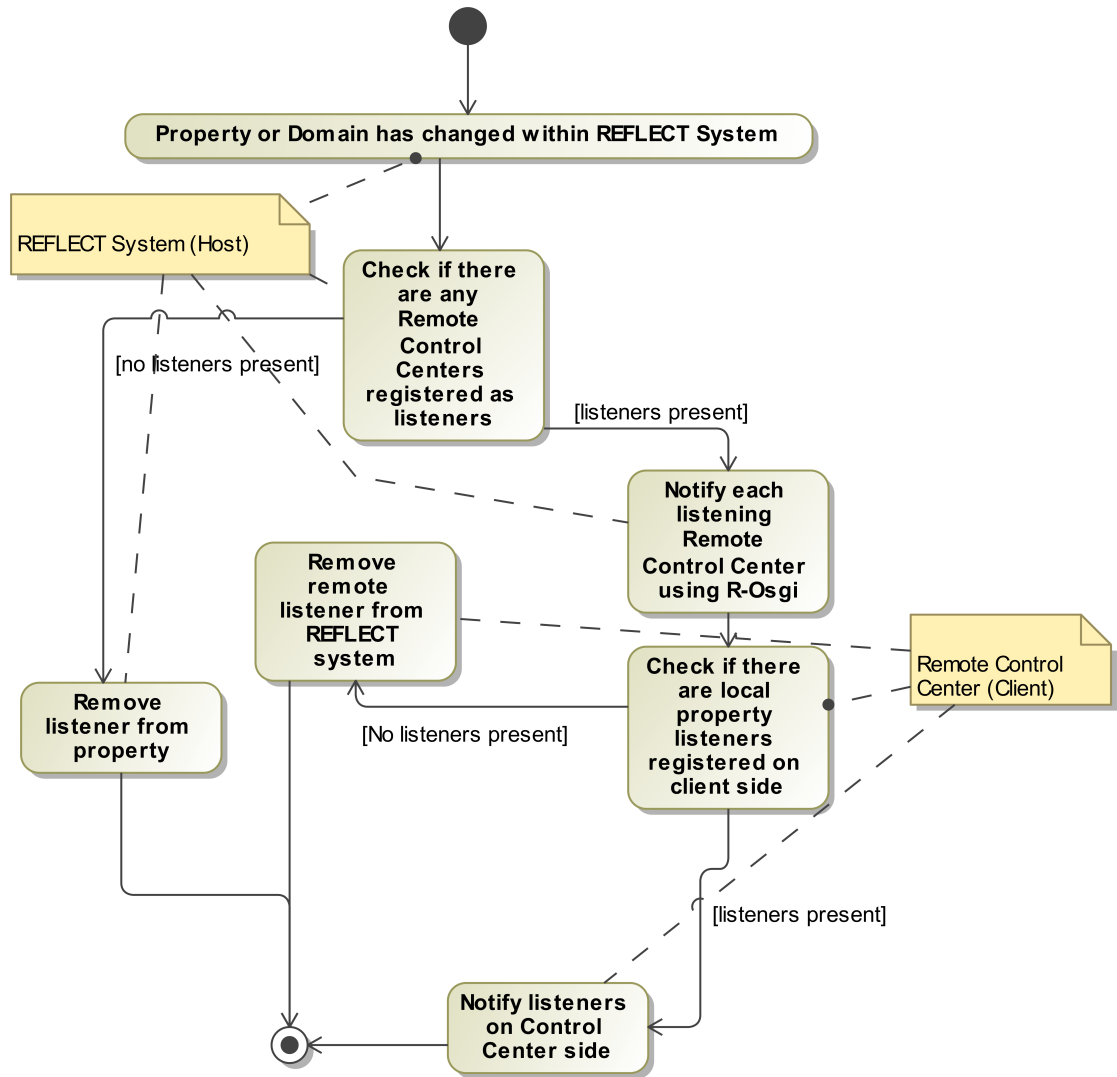 Property or Domain has changed within REFLECT System
REFLECT System (Host)
Check if there
are any
Remote
Control
Centers
registered as
listeners
[no listeners present]
[listeners present]
Notify each
listening
Remote
Control Center
using R-Osgi
Remove
remote
listener from
REFLECT
system
Remote Control
Center (Client)
Check if there
are local
property
listeners
registered on
client side
Remove
listener from
property
[No listeners present]
[listeners present]
Notify listeners
on Control
Center side